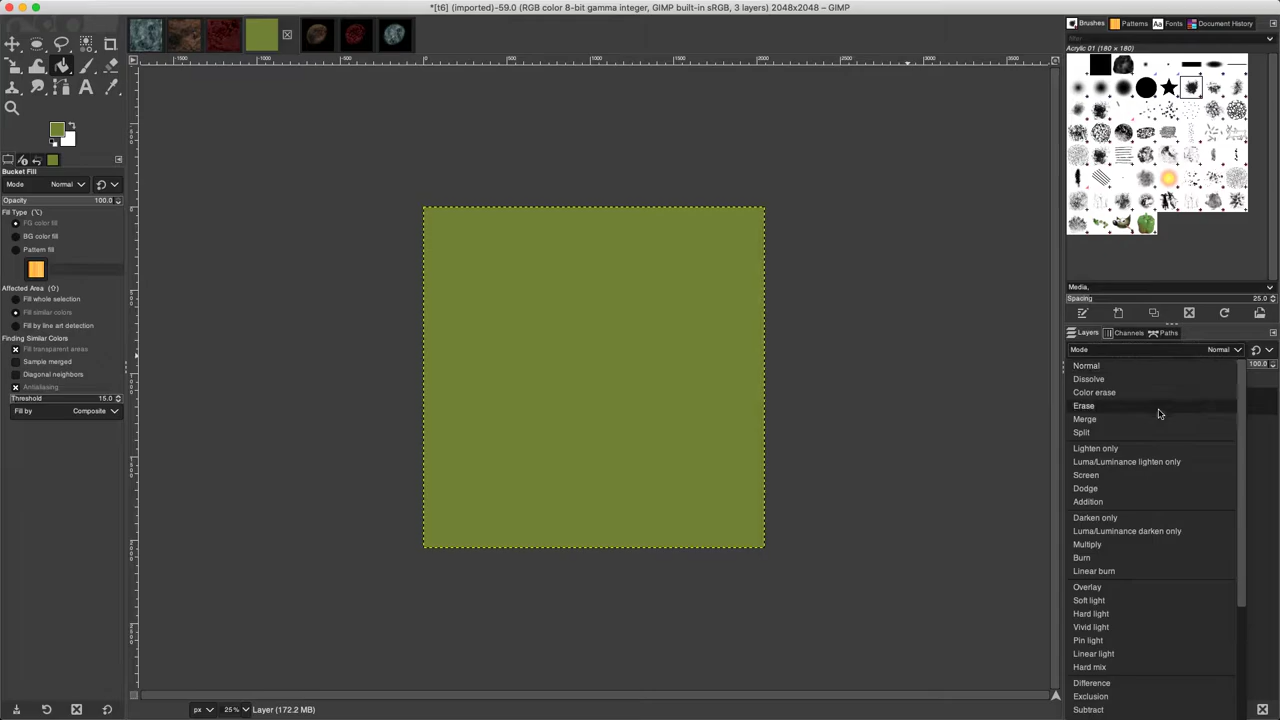 *[t6] (imported)-59.0 (RGB color 8-bit gamma integer, GIMP built-in sRGB, 3 layers) 2048x2048 – GIMP
Brushes Patterns Aa Fonts Document History
filter
Acrylic 01 (180 × 180)
Bucket Fill
Mode Normal
Opacity 100.0
Fill Type (⌥)
FG color fill
BG color fill
Pattern fill
Affected Area (⇧)
Fill whole selection
Fill similar colors
Fill by line art detection
Finding Similar Colors
Fill transparent areas
Sample merged
Diagonal neighbors
Antialiasing
Threshold 15.0
Fill by Composite
Media,
Spacing 25.0
Layers Channels Paths
Mode Normal
100.0
Normal
Dissolve
Color erase
Erase
Merge
Split
Lighten only
Luma/Luminance lighten only
Screen
Dodge
Addition
Darken only
Luma/Luminance darken only
Multiply
Burn
Linear burn
Overlay
Soft light
Hard light
Vivid light
Pin light
Linear light
Hard mix
Difference
Exclusion
Subtract
px 25% Layer (172.2 MB)